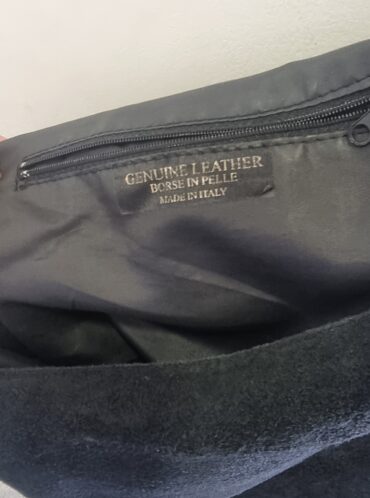 GENUINE LEATHER
BORSE IN PELLE
MADE IN ITALY